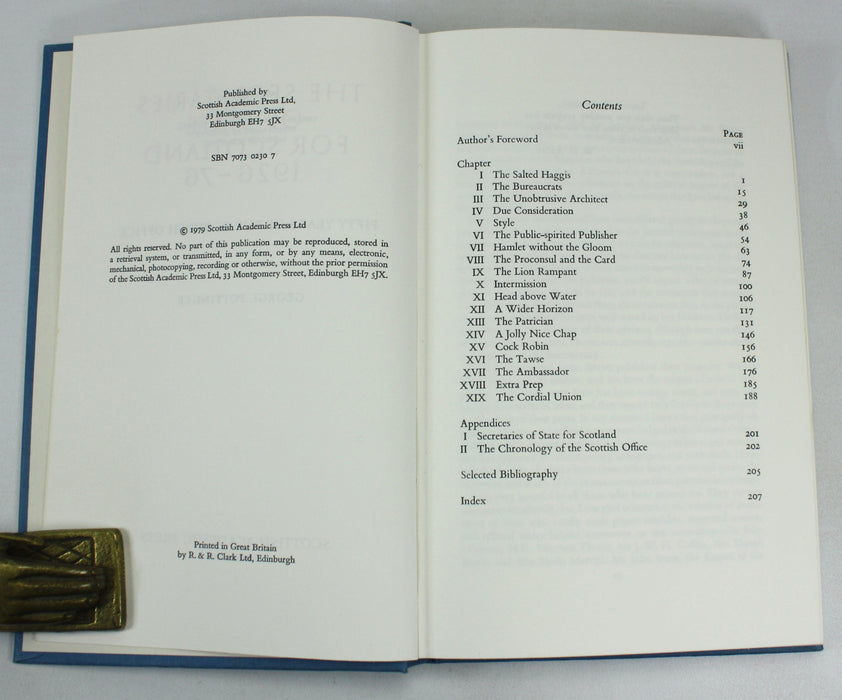 Published by
Scottish Academic Press Ltd,
33 Montgomery Street
Edinburgh EH7 5JX
SBN 7073 0230 7
© 1979 Scottish Academic Press Ltd
All rights reserved. No part of this publication may be reproduced, stored in
a retrieval system, or transmitted, in any form, or by any means, electronic,
mechanical, photocopying, recording or otherwise, without the prior permission
of the Scottish Academic Press Ltd, 33 Montgomery Street, Edinburgh EH7 5JX.
Printed in Great Britain
by R. & R. Clark Ltd, Edinburgh
Contents
PAGE
Author's Foreword vii
Chapter
I The Salted Haggis 1
II The Bureaucrats 15
III The Unobtrusive Architect 29
IV Due Consideration 38
V Style 46
VI The Public-spirited Publisher 54
VII Hamlet without the Gloom 63
VIII The Proconsul and the Card 74
IX The Lion Rampant 87
X Intermission 100
XI Head above Water 106
XII A Wider Horizon 117
XIII The Patrician 131
XIV A Jolly Nice Chap 146
XV Cock Robin 156
XVI The Tawse 166
XVII The Ambassador 176
XVIII Extra Prep 185
XIX The Cordial Union 188
Appendices
I Secretaries of State for Scotland 201
II The Chronology of the Scottish Office 202
Selected Bibliography 205
Index 207